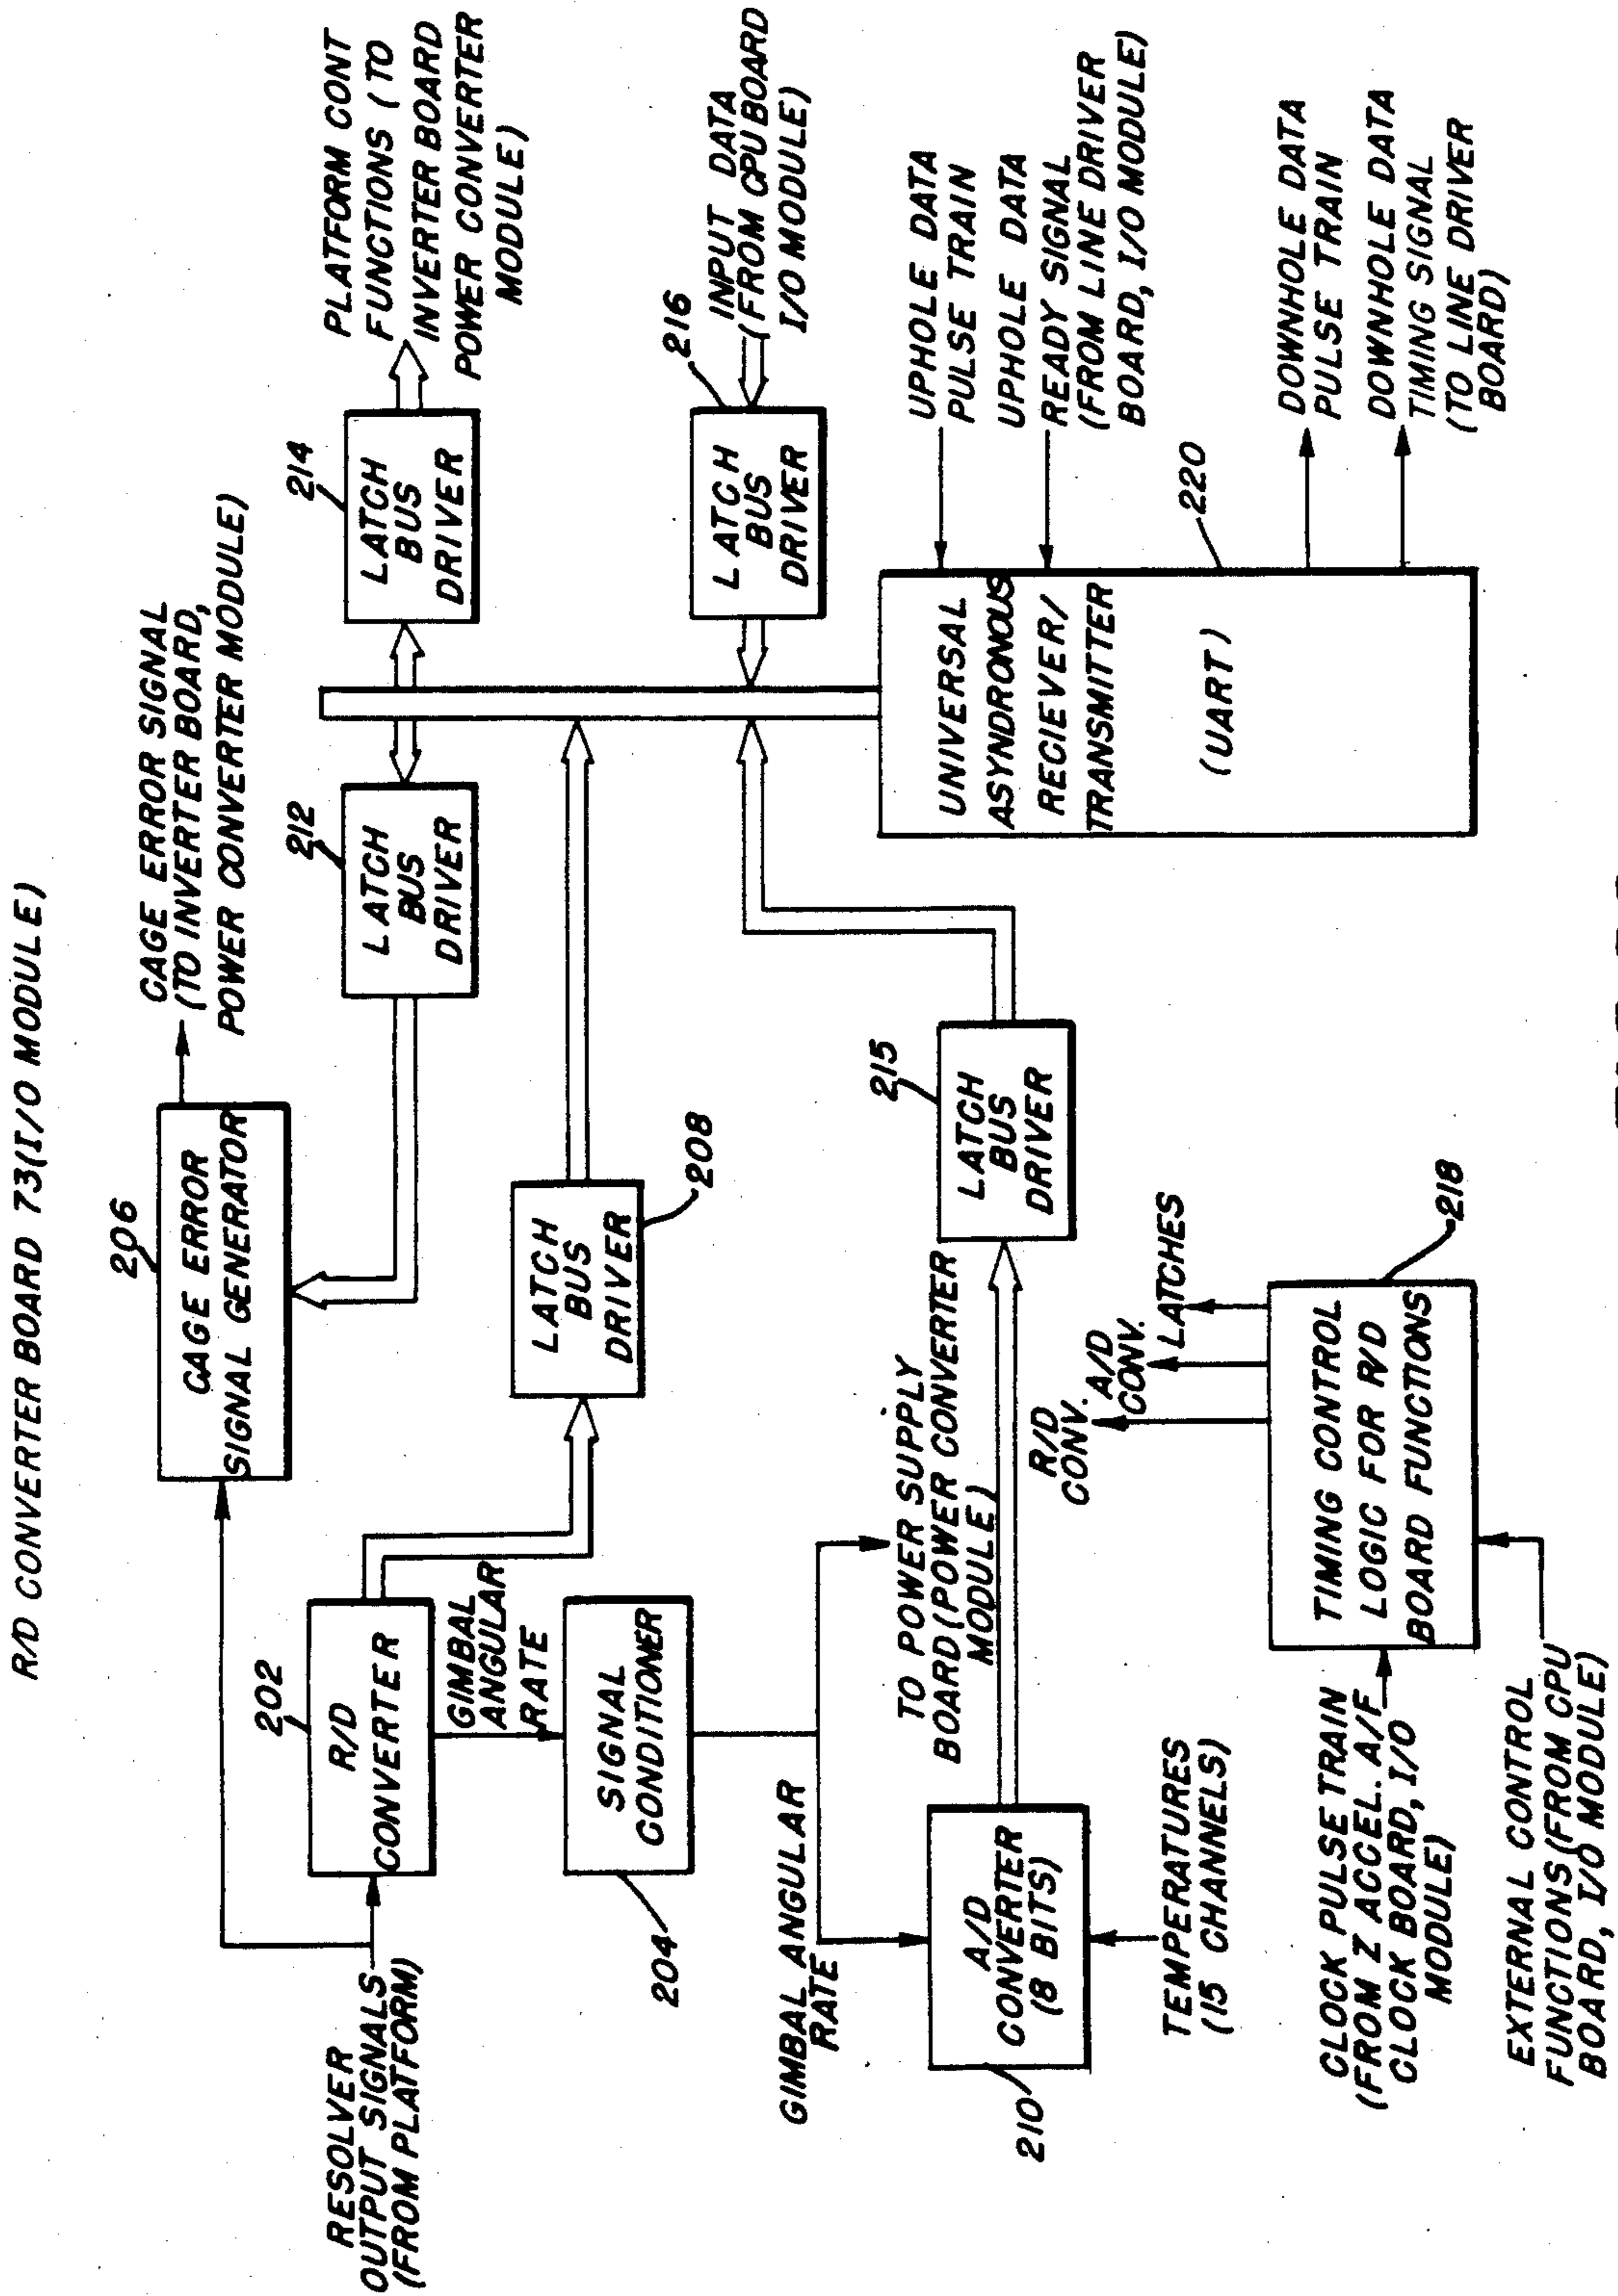 R/D CONVERTER BOARD 73(I/O MODULE)
206
CAGE ERROR
SIGNAL GENERATOR
CAGE ERROR SIGNAL
(TO INVERTER BOARD,
POWER CONVERTER MODULE)
RESOLVER
OUTPUT SIGNALS
(FROM PLATFORM)
202
R/D
CONVERTER
GIMBAL
ANGULAR
RATE
204
SIGNAL
CONDITIONER
208
LATCH
BUS
DRIVER
212
LATCH
BUS
DRIVER
214
LATCH
BUS
DRIVER
PLATFORM CONT
FUNCTIONS (TO
INVERTER BOARD
POWER CONVERTER
MODULE)
216
LATCH
BUS
DRIVER
INPUT DATA
(FROM CPU BOARD
I/O MODULE)
GIMBAL ANGULAR
RATE
TO POWER SUPPLY
BOARD (POWER CONVERTER
MODULE)
210
A/D
CONVERTER
(8 BITS)
TEMPERATURES
(15 CHANNELS)
215
LATCH
BUS
DRIVER
UNIVERSAL
ASYNDRONOUS
RECIEVER/
TRANSMITTER
(UART)
220
UPHOLE DATA
PULSE TRAIN
UPHOLE DATA
READY SIGNAL
(FROM LINE DRIVER
BOARD, I/O MODULE)
DOWNHOLE DATA
PULSE TRAIN
DOWNHOLE DATA
TIMING SIGNAL
(TO LINE DRIVER
BOARD)
R/D
CONV.
A/D
CONV.
LATCHES
218
TIMING CONTROL
LOGIC FOR R/D
BOARD FUNCTIONS
CLOCK PULSE TRAIN
(FROM Z ACCEL. A/F
CLOCK BOARD, I/O
MODULE)
EXTERNAL CONTROL
FUNCTIONS (FROM CPU
BOARD, I/O MODULE)